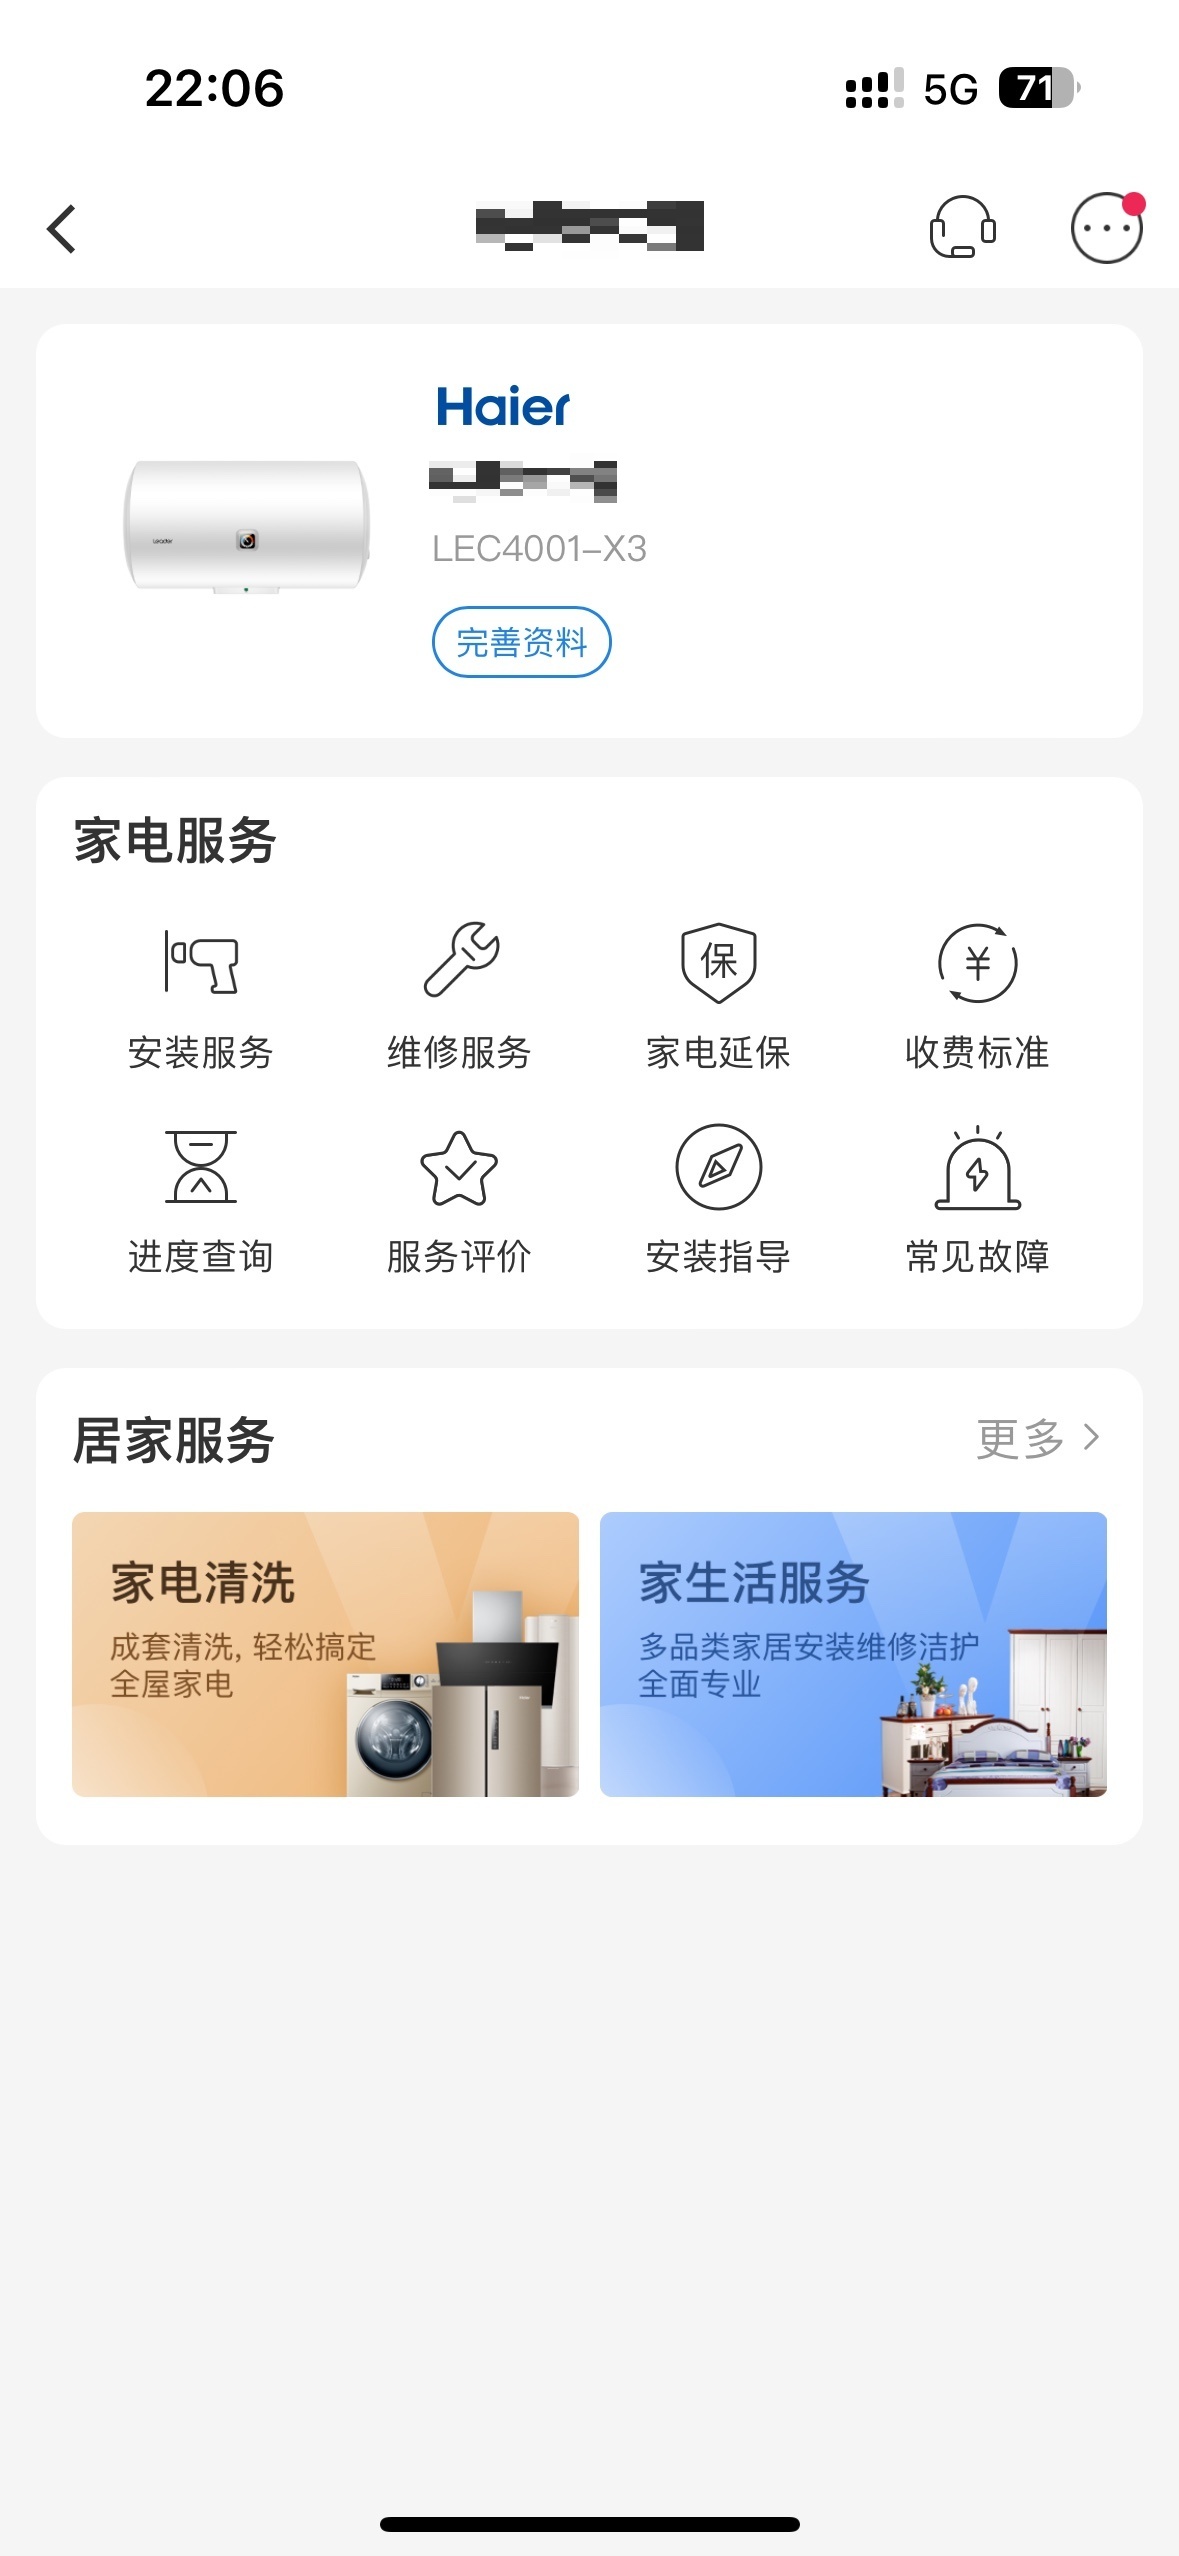 22:06
5G
71
Haier
Leader
LEC4001-X3
完善资料
家电服务
保
¥
安装服务
维修服务
家电延保
收费标准
进度查询
服务评价
安装指导
常见故障
居家服务
更多
家电清洗
成套清洗, 轻松搞定
全屋家电
家生活服务
多品类家居安装维修洁护
全面专业